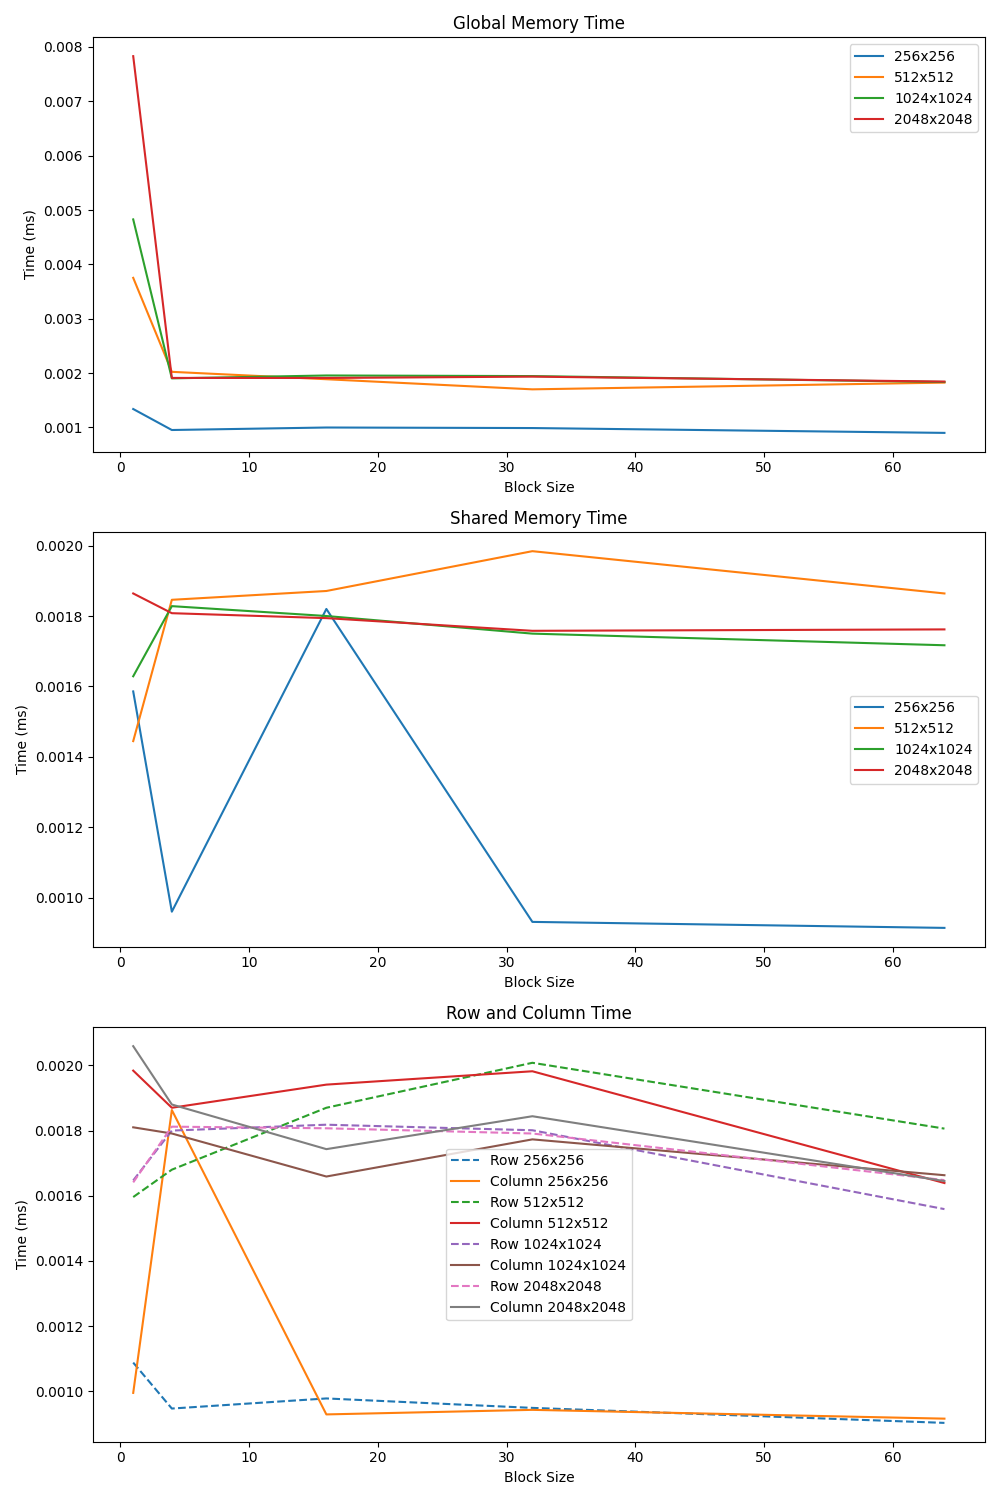 Global Memory Time
0.008
0.007
0.006
0.005
0.004
0.003
0.002
0.001
Time (ms)
256x256
512x512
1024x1024
2048x2048
0 10 20 30 40 50 60
Block Size
Shared Memory Time
0.0020
0.0018
0.0016
0.0014
0.0012
0.0010
Time (ms)
256x256
512x512
1024x1024
2048x2048
0 10 20 30 40 50 60
Block Size
Row and Column Time
0.0020
0.0018
0.0016
0.0014
0.0012
0.0010
Time (ms)
Row 256x256
Column 256x256
Row 512x512
Column 512x512
Row 1024x1024
Column 1024x1024
Row 2048x2048
Column 2048x2048
0 10 20 30 40 50 60
Block Size